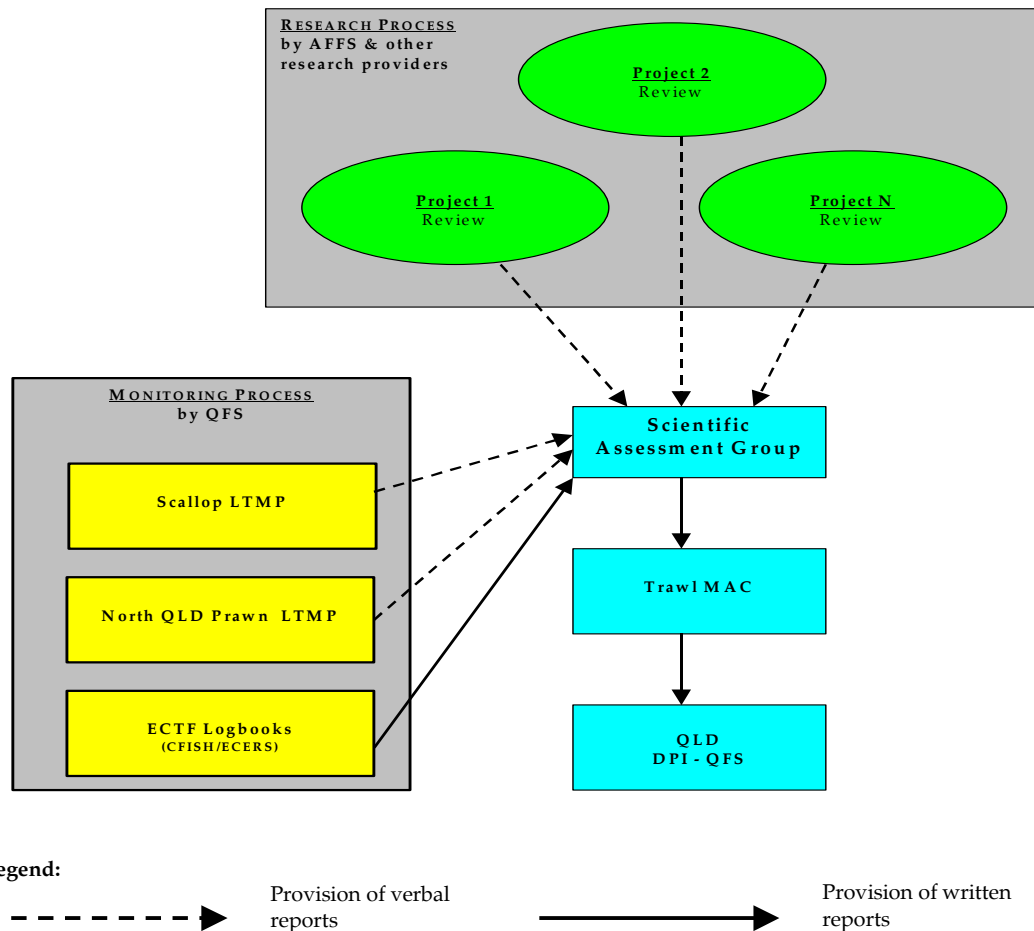 RESEARCH PROCESS
by AFFS & other
research providers
Project 2
Review
Project 1
Review
Project N
Review
MONITORING PROCESS
by QFS
Scallop LTMP
North QLD Prawn LTMP
ECTF Logbooks
(CFISH/ECERS)
Scientific
Assessment Group
Trawl MAC
QLD
DPI - QFS
egend:
Provision of verbal
reports
Provision of written
reports